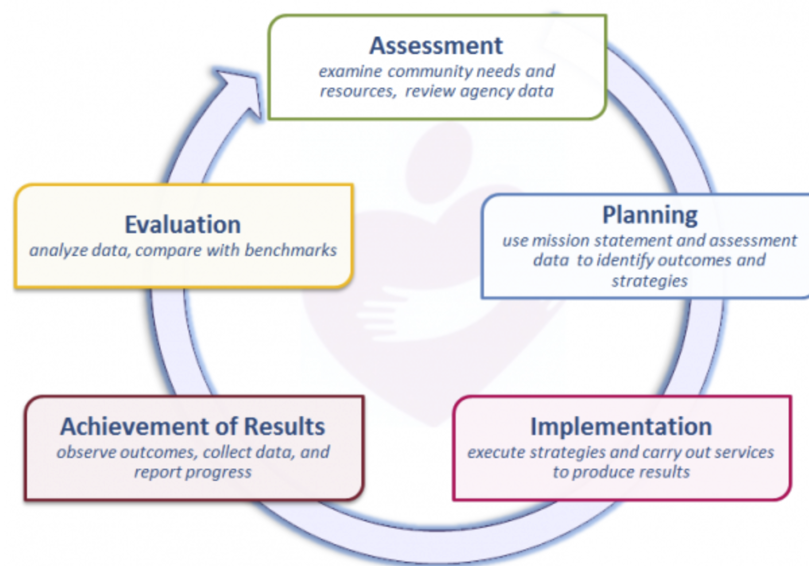 Assessment
examine community needs and
resources, review agency data
Planning
use mission statement and assessment
data to identify outcomes and
strategies
Implementation
execute strategies and carry out services
to produce results
Achievement of Results
observe outcomes, collect data, and
report progress
Evaluation
analyze data, compare with benchmarks